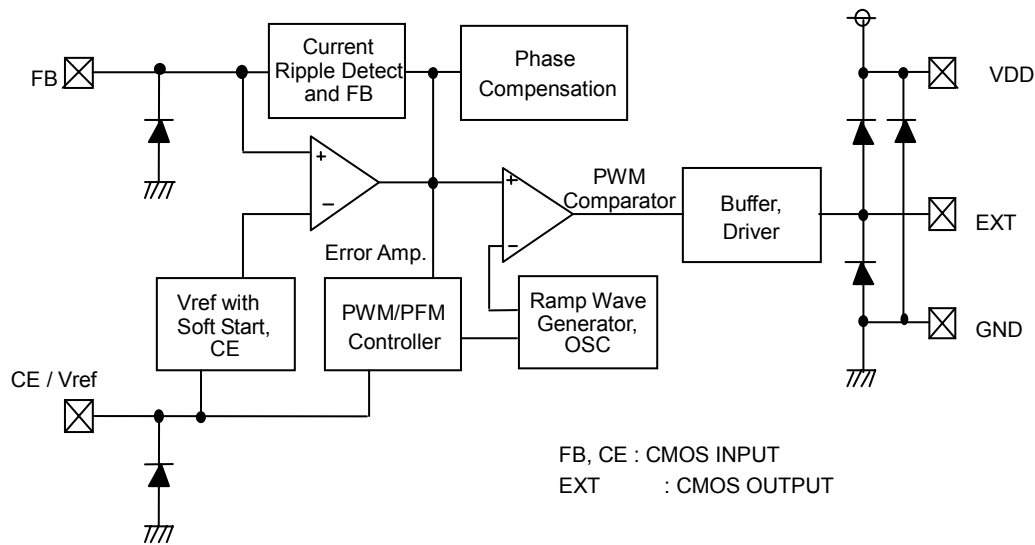 FB
Current
Ripple Detect
and FB
Phase
Compensation
VDD
+
−
+
−
PWM
Comparator
Buffer,
Driver
EXT
Error Amp.
Vref with
Soft Start,
CE
PWM/PFM
Controller
Ramp Wave
Generator,
OSC
GND
CE / Vref
FB, CE : CMOS INPUT
EXT : CMOS OUTPUT